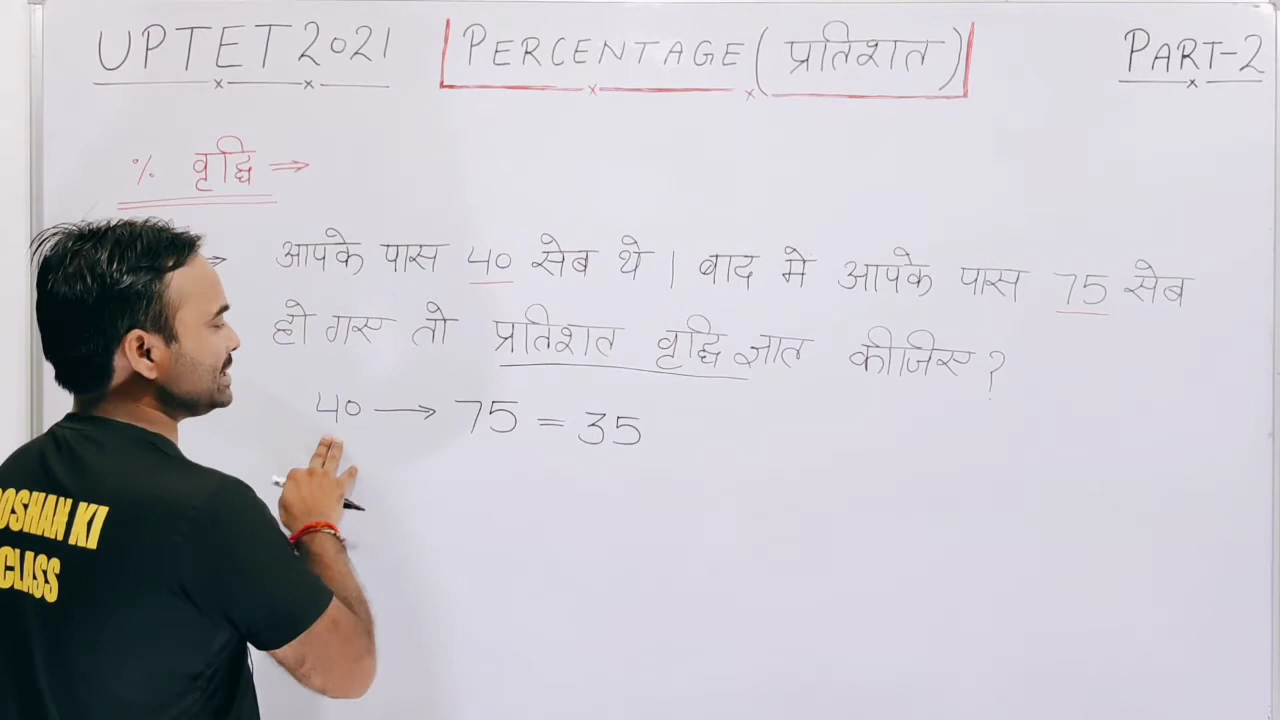 UPTET 2021
PERCENTAGE (प्रतिशत)
PART-2
% वृद्धि ⇒
→ आपके पास 40 सेब थे | बाद मे आपके पास 75 सेब
हो गए तो प्रतिशत वृद्धि ज्ञात कीजिए ?
40 → 75 = 35
OSHAN KI
CLASS